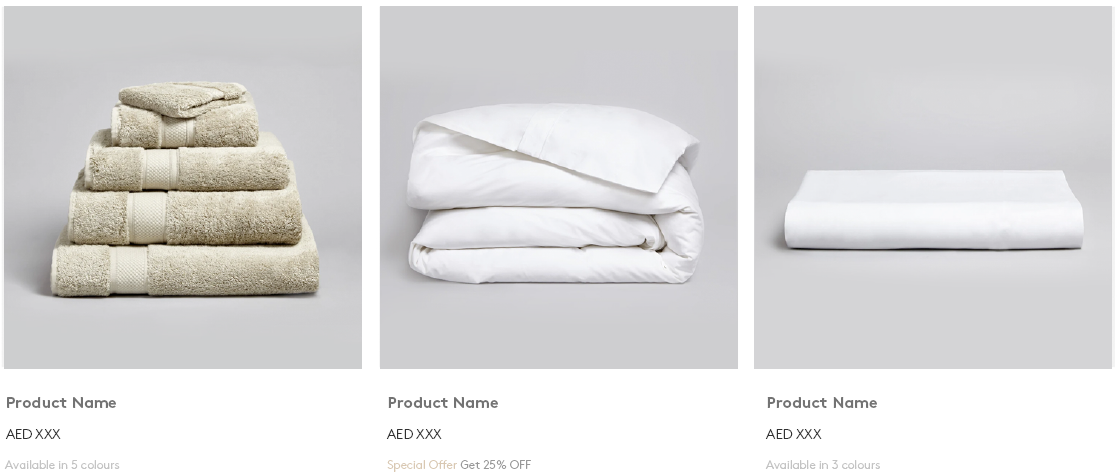 Product Name
AED XXX
Available in 5 colours
Product Name
AED XXX
Special Offer Get 25% OFF
Product Name
AED XXX
Available in 3 colours